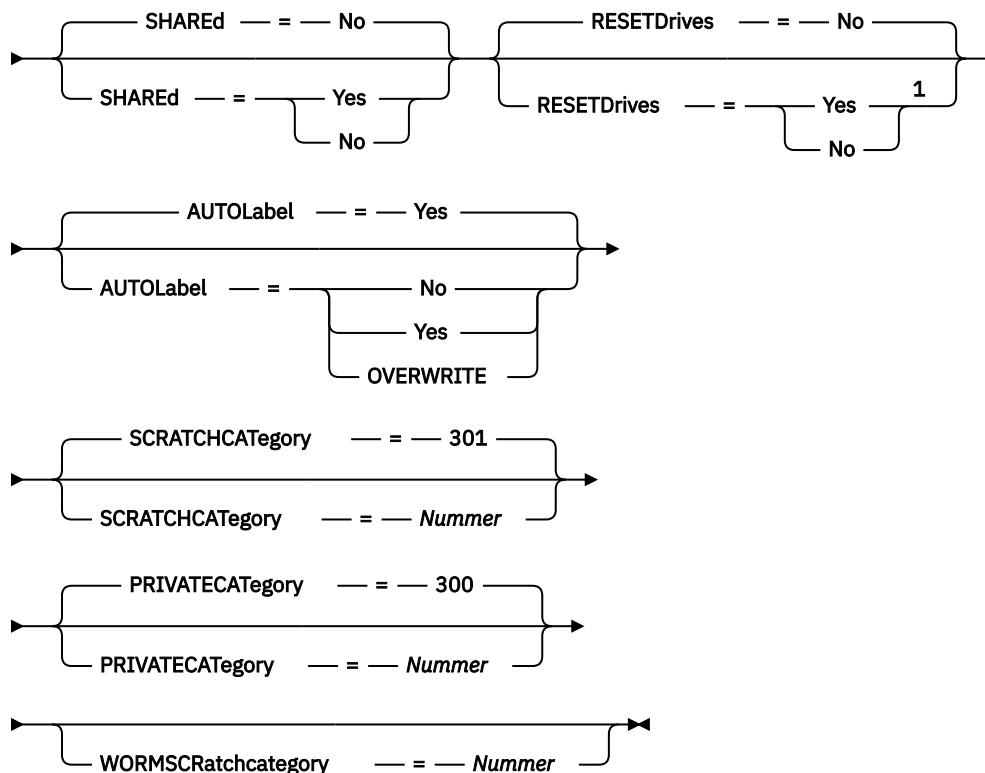 SHAREd = No RESETDrives = No
SHAREd = Yes RESETDrives = Yes 1
No No
AUTOLabel = Yes
AUTOLabel = No
Yes
OVERWRITE
SCRATCHCATegory = 301
SCRATCHCATegory = Nummer
PRIVATECATegory = 300
PRIVATECATegory = Nummer
WORMSCRatchcategory = Nummer